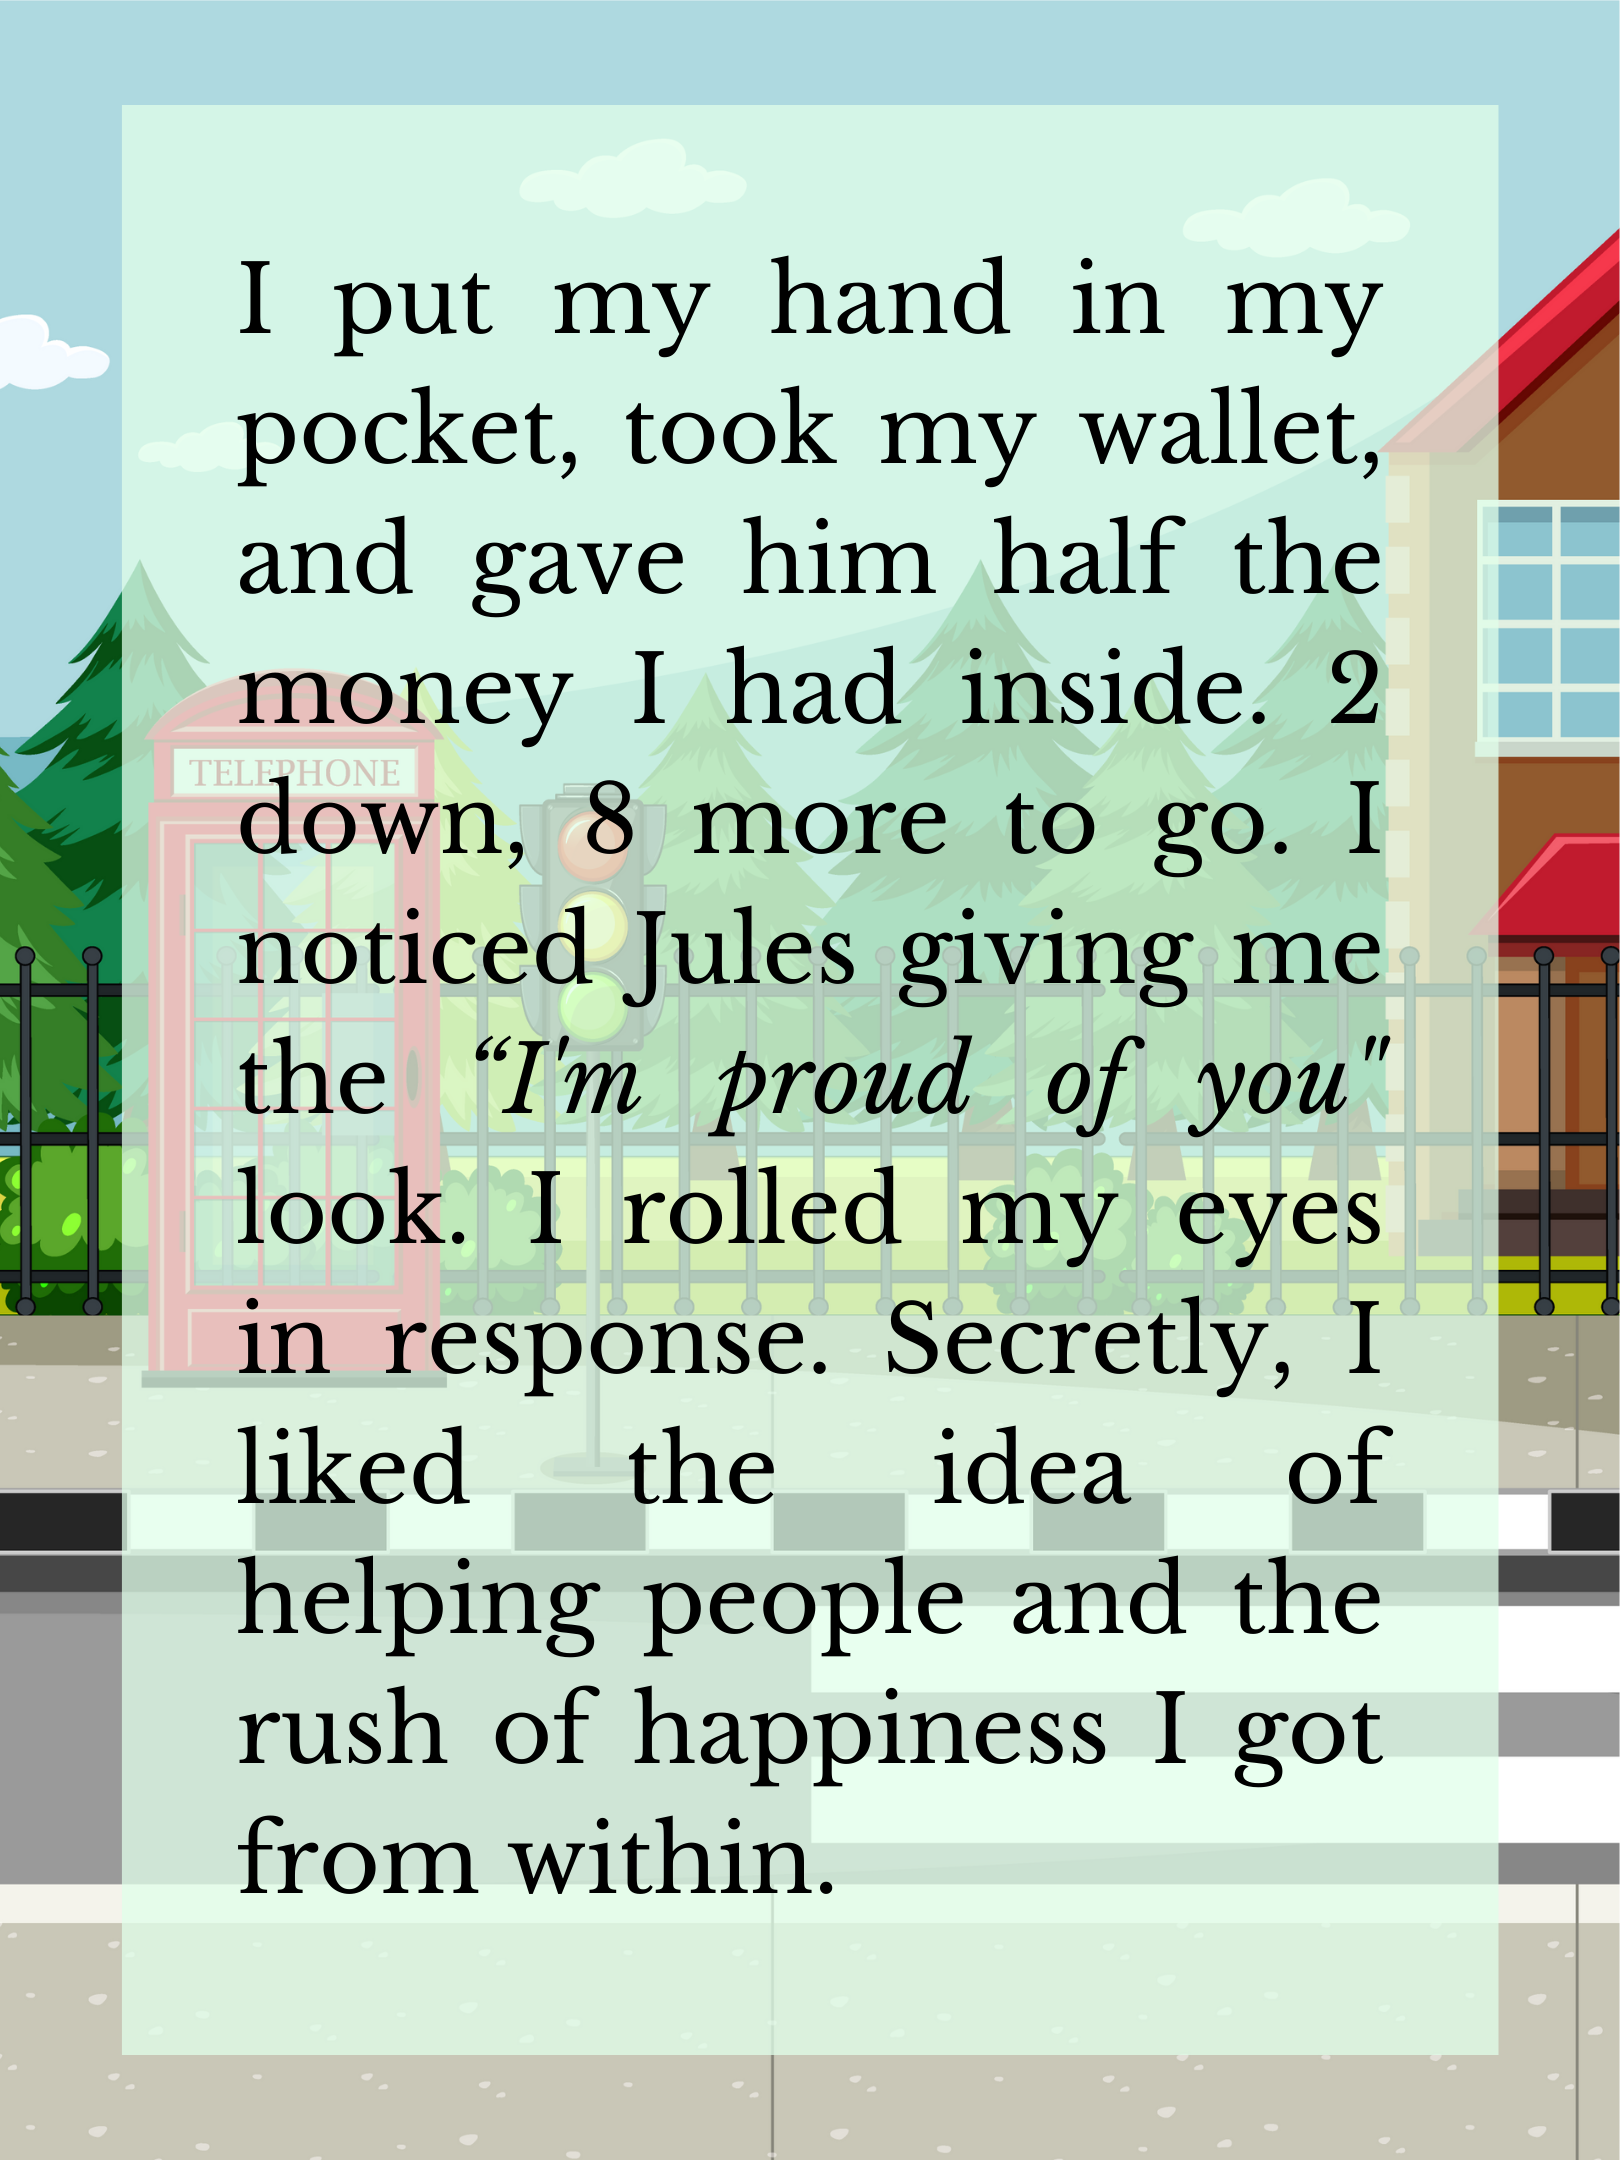 I put my hand in my
pocket, took my wallet,
and gave him half the
money I had inside. 2
TELEPHONE
down, 8 more to go. I
noticed Jules giving me
the “I'm proud of you"
look. I rolled my eyes
in response. Secretly, I
liked the idea of
helping people and the
rush of happiness I got
from within.